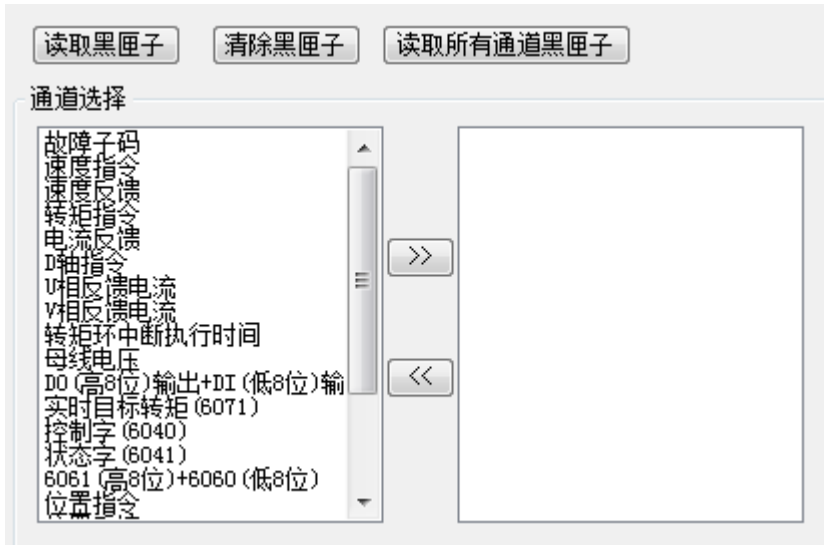 读取黑匣子 清除黑匣子 读取所有通道黑匣子
通道选择
故障子码
速度指令
速度反馈
转矩指令
电流反馈
D轴指令
U相反馈电流
V相反馈电流
转矩环中断执行时间
母线电压
DO(高8位)输出+DI(低8位)输
实时目标转矩(6071)
控制字(6040)
状态字(6041)
6061(高8位)+6060(低8位)
位置指令
>>
<<